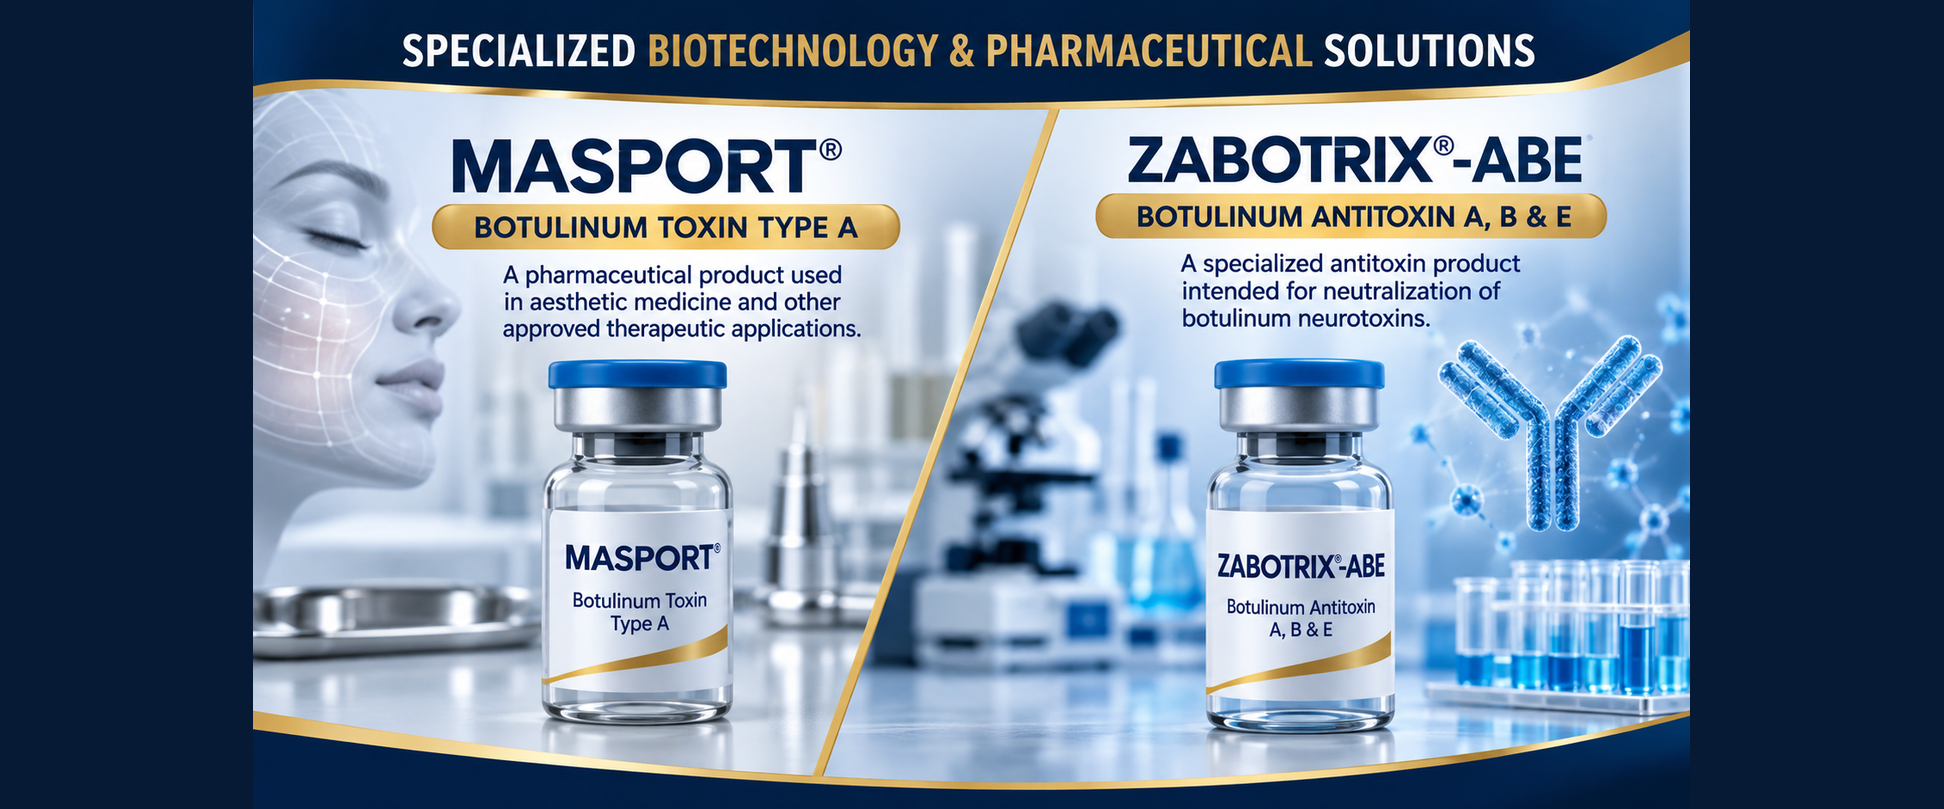 SPECIALIZED BIOTECHNOLOGY & PHARMACEUTICAL SOLUTIONS
MASPORT®
BOTULINUM TOXIN TYPE A
A pharmaceutical product used
in aesthetic medicine and other
approved therapeutic applications.
MASPORT®
Botulinum Toxin
Type A
ZABOTRIX®-ABE
BOTULINUM ANTITOXIN A, B & E
A specialized antitoxin product
intended for neutralization of
botulinum neurotoxins.
ZABOTRIX®-ABE
Botulinum Antitoxin
A, B & E